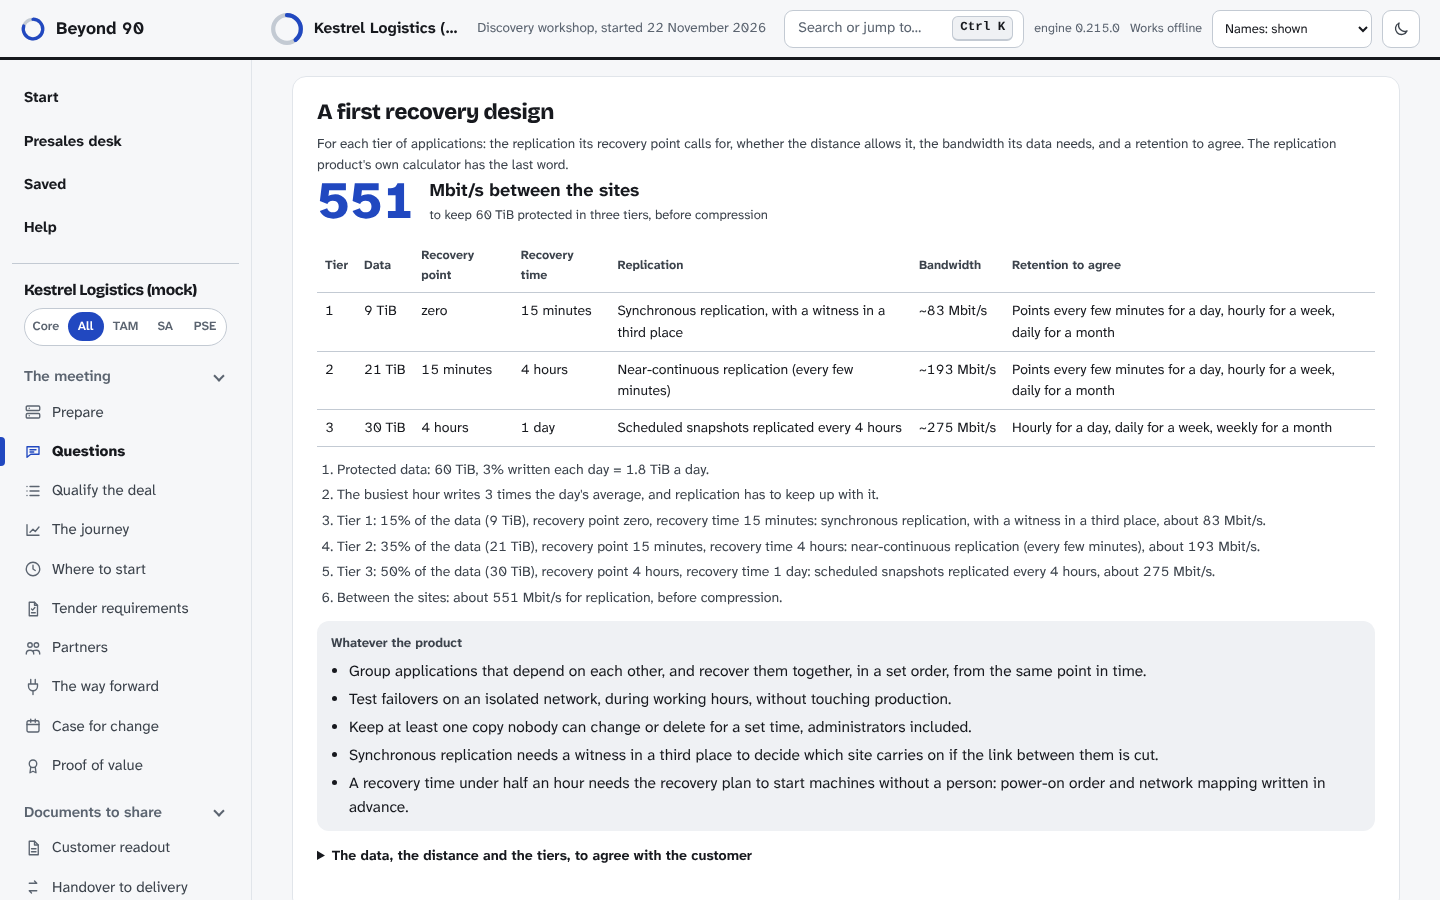 Beyond 90
Kestrel Logistics (...
Discovery workshop, started 22 November 2026
Search or jump to...
Ctrl K
engine 0.215.0
Works offline
Names: shown
Start
Presales desk
Saved
Help
Kestrel Logistics (mock)
Core All TAM SA PSE
The meeting
Prepare
Questions
Qualify the deal
The journey
Where to start
Tender requirements
Partners
The way forward
Case for change
Proof of value
Documents to share
Customer readout
Handover to delivery
A first recovery design
For each tier of applications: the replication its recovery point calls for, whether the distance allows it, the bandwidth its data needs, and a retention to agree. The replication
product's own calculator has the last word.
551 Mbit/s between the sites
to keep 60 TiB protected in three tiers, before compression
Tier Data Recovery point Recovery time Replication Bandwidth Retention to agree
1 9 TiB zero 15 minutes Synchronous replication, with a witness in a third place ~83 Mbit/s Points every few minutes for a day, hourly for a week, daily for a month
2 21 TiB 15 minutes 4 hours Near-continuous replication (every few minutes) ~193 Mbit/s Points every few minutes for a day, hourly for a week, daily for a month
3 30 TiB 4 hours 1 day Scheduled snapshots replicated every 4 hours ~275 Mbit/s Hourly for a day, daily for a week, weekly for a month
1. Protected data: 60 TiB, 3% written each day = 1.8 TiB a day.
2. The busiest hour writes 3 times the day's average, and replication has to keep up with it.
3. Tier 1: 15% of the data (9 TiB), recovery point zero, recovery time 15 minutes: synchronous replication, with a witness in a third place, about 83 Mbit/s.
4. Tier 2: 35% of the data (21 TiB), recovery point 15 minutes, recovery time 4 hours: near-continuous replication (every few minutes), about 193 Mbit/s.
5. Tier 3: 50% of the data (30 TiB), recovery point 4 hours, recovery time 1 day: scheduled snapshots replicated every 4 hours, about 275 Mbit/s.
6. Between the sites: about 551 Mbit/s for replication, before compression.
Whatever the product
• Group applications that depend on each other, and recover them together, in a set order, from the same point in time.
• Test failovers on an isolated network, during working hours, without touching production.
• Keep at least one copy nobody can change or delete for a set time, administrators included.
• Synchronous replication needs a witness in a third place to decide which site carries on if the link between them is cut.
• A recovery time under half an hour needs the recovery plan to start machines without a person: power-on order and network mapping written in
advance.
The data, the distance and the tiers, to agree with the customer